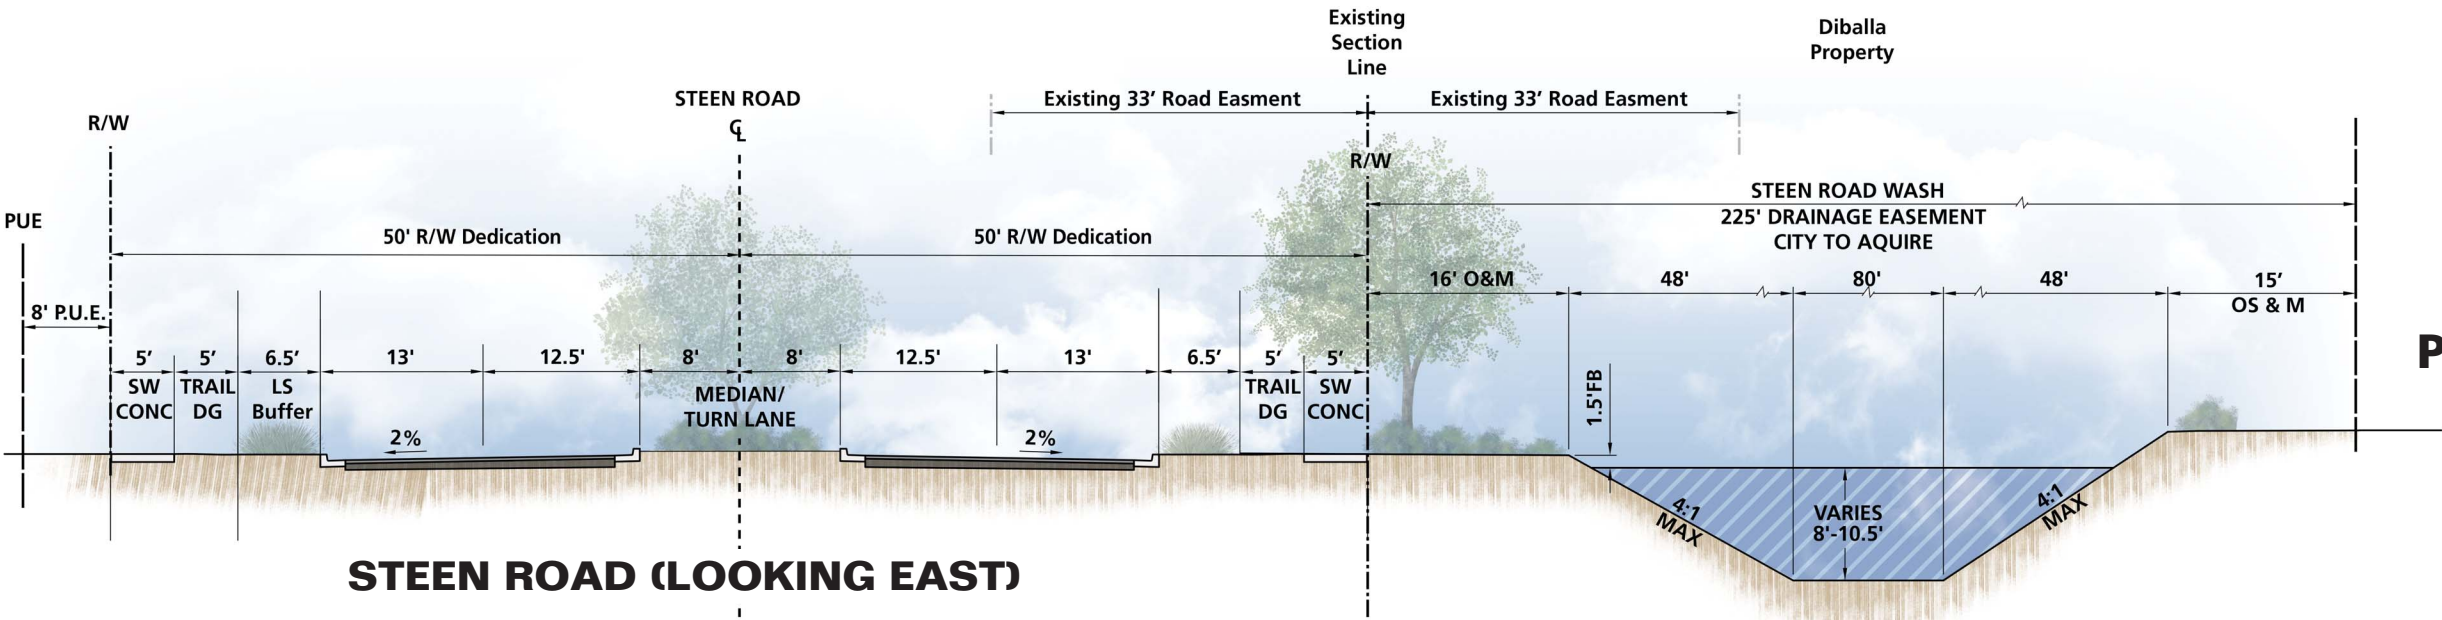 Existing
Section
Line
Diballa
Property
R/W
STEEN ROAD
CL
Existing 33’ Road Easment
Existing 33’ Road Easment
R/W
PUE
50' R/W Dedication
50' R/W Dedication
STEEN ROAD WASH
225' DRAINAGE EASEMENT
CITY TO AQUIRE
8' P.U.E.
16' O&M
48'
80'
48'
15’
OS & M
5’
SW
CONC
5’
TRAIL
DG
6.5’
LS
Buffer
13'
12.5'
8'
8'
MEDIAN/
TURN LANE
12.5'
13'
6.5’
5’
TRAIL
DG
5’
SW
CONC
1.5'FB
2%
2%
4:1
MAX
VARIES
8'-10.5'
4:1
MAX
P
STEEN ROAD (LOOKING EAST)